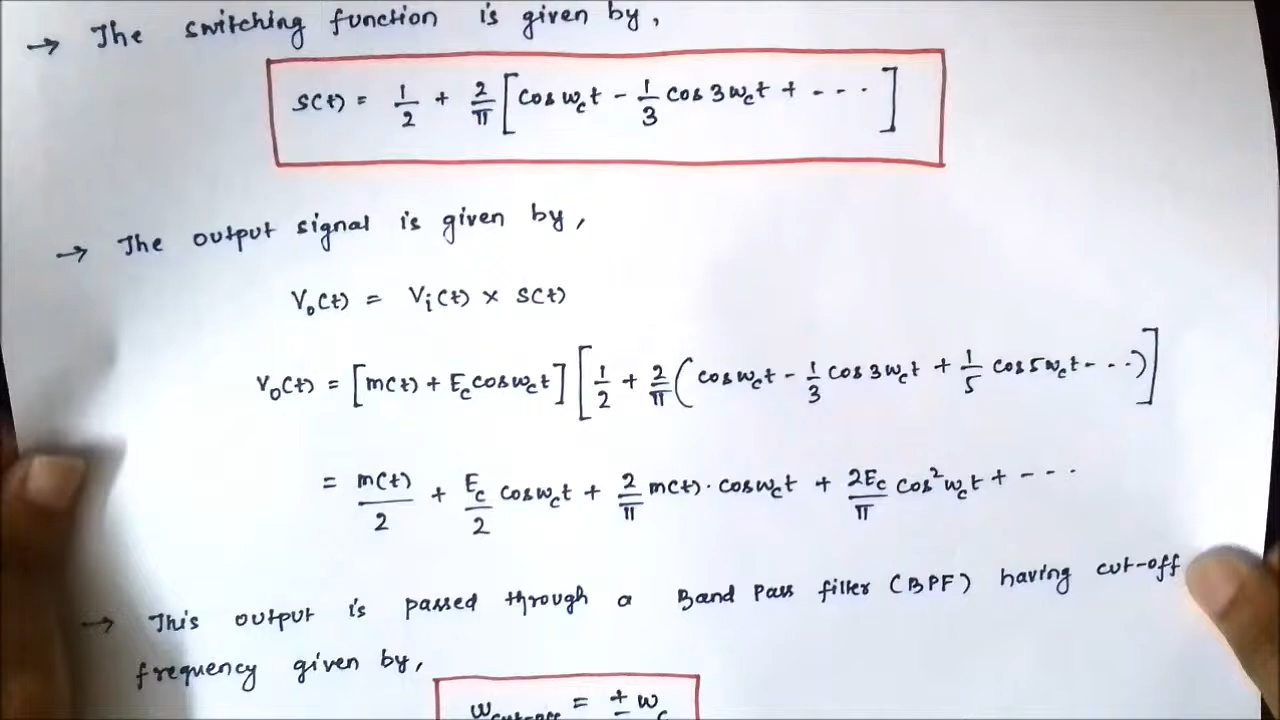 → The switching function is given by,
s(t) = 1/2 + 2/π [cos ω_c t - 1/3 cos 3ω_c t + - - - ]
→ The output signal is given by,
V_o(t) = V_i(t) × s(t)
V_o(t) = [m(t) + E_c cos ω_c t] [1/2 + 2/π (cos ω_c t - 1/3 cos 3ω_c t + 1/5 cos 5ω_c t - - - )]
= m(t)/2 + E_c/2 cos ω_c t + 2/π m(t) · cos ω_c t + 2E_c/π cos² ω_c t + - - -
→ This output is passed through a Band Pass filter (BPF) having cut-off
frequency given by,
ω_cut-off = ± ω_c